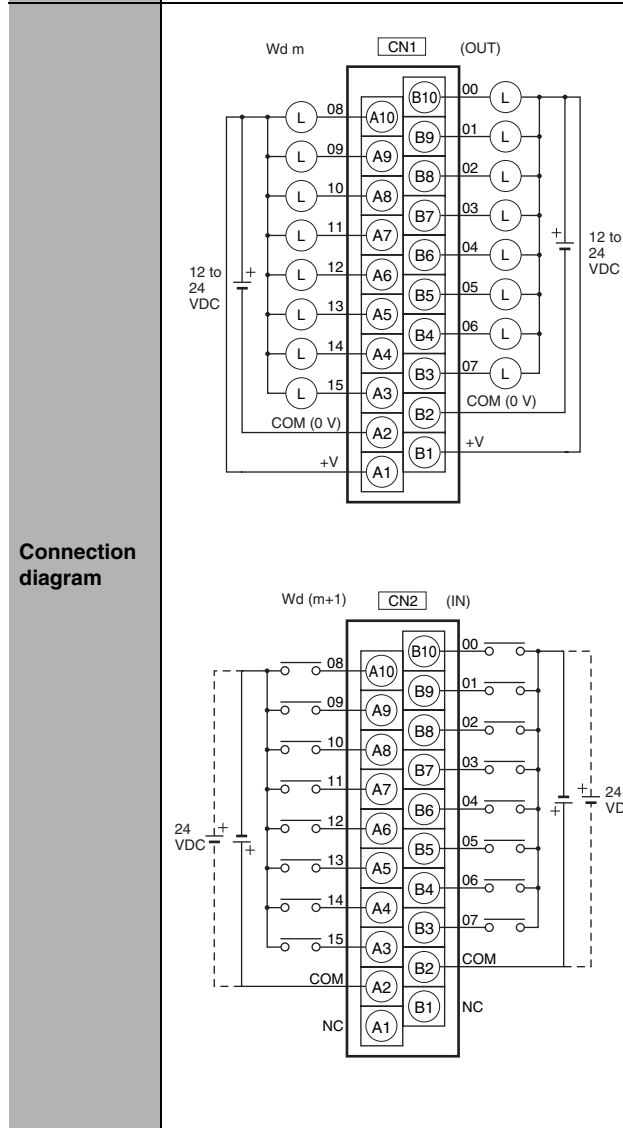 Connection
diagram
Wd m CN1 (OUT)
B10 00 L
08 A10
L
B9 01 L
09 A9
L
B8 02 L
10 A8
L
B7 03 L
11 A7
L
B6 04 L
12 A6
L
B5 05 L
13 A5
L
B4 06 L
14 A4
L
B3 07 L
15 A3
L
B2 COM (0 V)
COM (0 V) A2
B1 +V
+V A1
12 to
24
VDC
+
12 to
24
VDC
+
Wd (m+1) CN2 (IN)
B10 00
08 A10
B9 01
09 A9
B8 02
10 A8
B7 03
11 A7
B6 04
12 A6
B5 05
13 A5
B4 06
14 A4
B3 07
15 A3
B2 COM
COM A2
B1 NC
NC A1
24
VDC
+
+
24
+
+